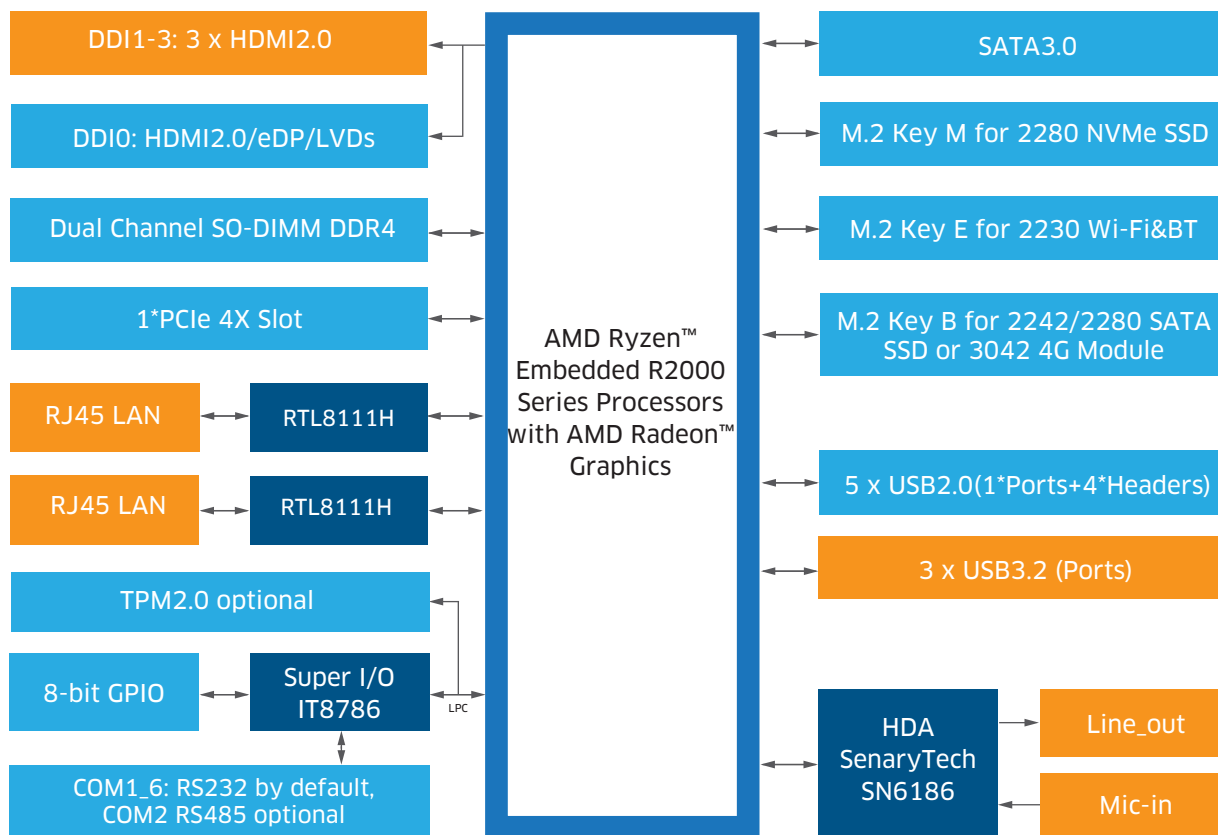 DDI1-3: 3 x HDMI2.0
DDI0: HDMI2.0/eDP/LVDs
Dual Channel SO-DIMM DDR4
1*PCIe 4X Slot
RJ45 LAN
RTL8111H
RJ45 LAN
RTL8111H
TPM2.0 optional
8-bit GPIO
Super I/O
IT8786
LPC
COM1_6: RS232 by default,
COM2 RS485 optional
AMD Ryzen™
Embedded R2000
Series Processors
with AMD Radeon™
Graphics
SATA3.0
M.2 Key M for 2280 NVMe SSD
M.2 Key E for 2230 Wi-Fi&BT
M.2 Key B for 2242/2280 SATA
SSD or 3042 4G Module
5 x USB2.0(1*Ports+4*Headers)
3 x USB3.2 (Ports)
HDA
SenaryTech
SN6186
Line_out
Mic-in